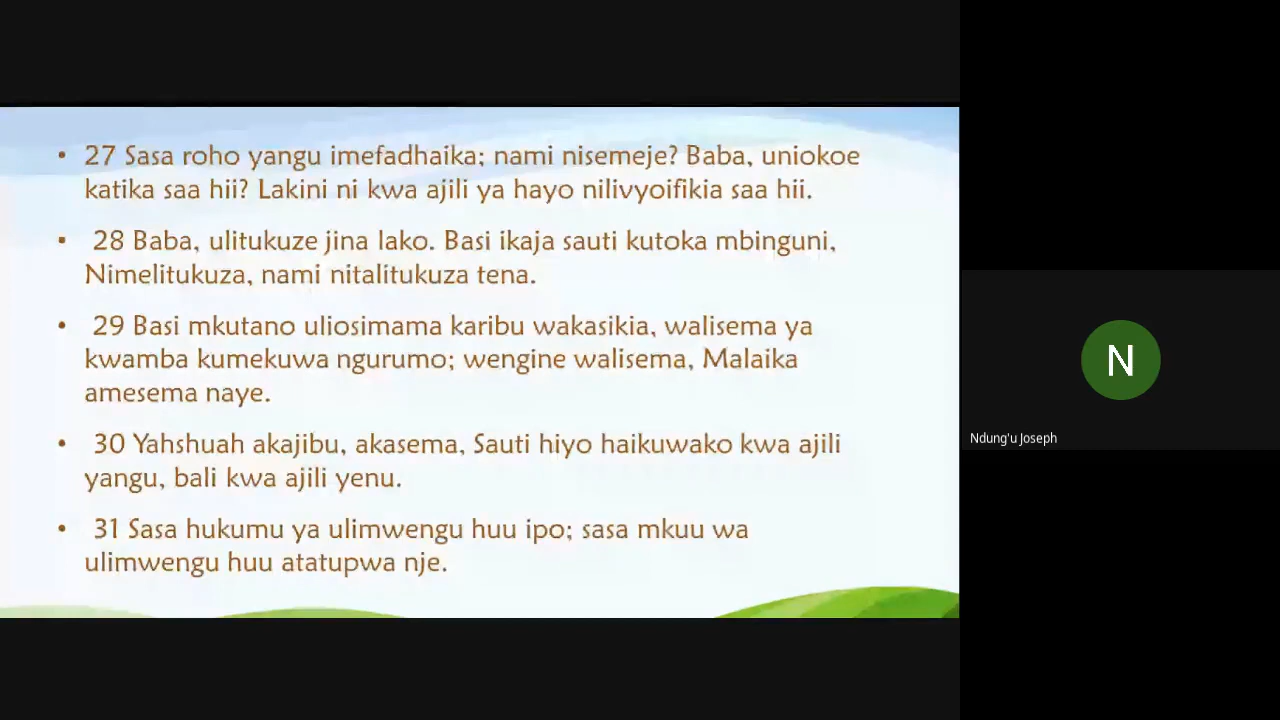 • 27 Sasa roho yangu imefadhaika; nami nisemeje? Baba, uniokoe
katika saa hii? Lakini ni kwa ajili ya hayo nilivyoifikia saa hii.
• 28 Baba, ulitukuze jina lako. Basi ikaja sauti kutoka mbinguni,
Nimelitukuza, nami nitalitukuza tena.
• 29 Basi mkutano uliosimama karibu wakasikia, walisema ya
kwamba kumekuwa ngurumo; wengine walisema, Malaika
amesema naye.
• 30 Yahshuah akajibu, akasema, Sauti hiyo haikuwako kwa ajili
yangu, bali kwa ajili yenu.
• 31 Sasa hukumu ya ulimwengu huu ipo; sasa mkuu wa
ulimwengu huu atatupwa nje.
N
Ndung'u Joseph